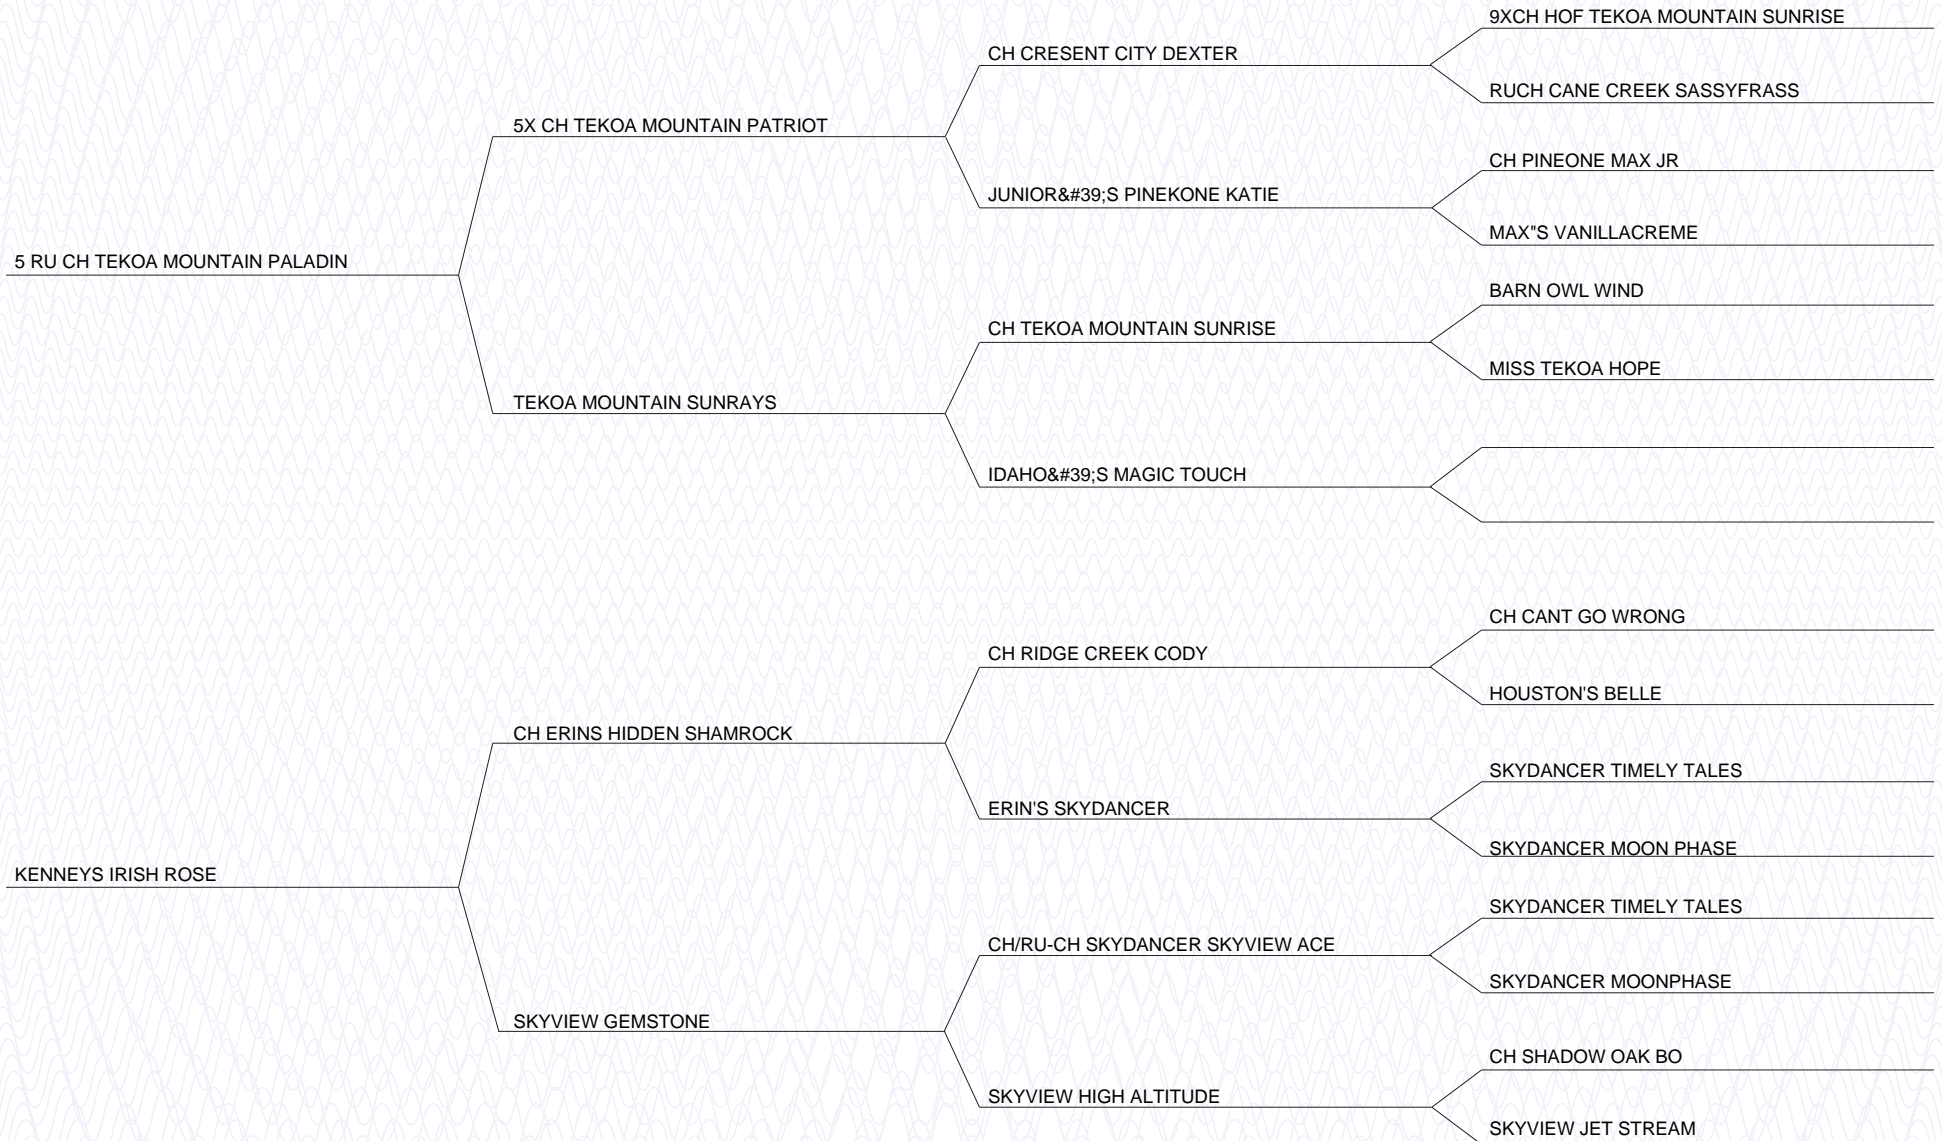 9XCH HOF TEKOA MOUNTAIN SUNRISE
CH CRESENT CITY DEXTER
RUCH CANE CREEK SASSYFRASS
5X CH TEKOA MOUNTAIN PATRIOT
CH PINEONE MAX JR
JUNIOR&#39;S PINEKONE KATIE
MAX"S VANILLACREME
5 RU CH TEKOA MOUNTAIN PALADIN
BARN OWL WIND
CH TEKOA MOUNTAIN SUNRISE
MISS TEKOA HOPE
TEKOA MOUNTAIN SUNRAYS
IDAHO&#39;S MAGIC TOUCH
CH CANT GO WRONG
CH RIDGE CREEK CODY
HOUSTON'S BELLE
CH ERINS HIDDEN SHAMROCK
SKYDANCER TIMELY TALES
ERIN'S SKYDANCER
SKYDANCER MOON PHASE
KENNEYS IRISH ROSE
SKYDANCER TIMELY TALES
CH/RU-CH SKYDANCER SKYVIEW ACE
SKYDANCER MOONPHASE
SKYVIEW GEMSTONE
CH SHADOW OAK BO
SKYVIEW HIGH ALTITUDE
SKYVIEW JET STREAM